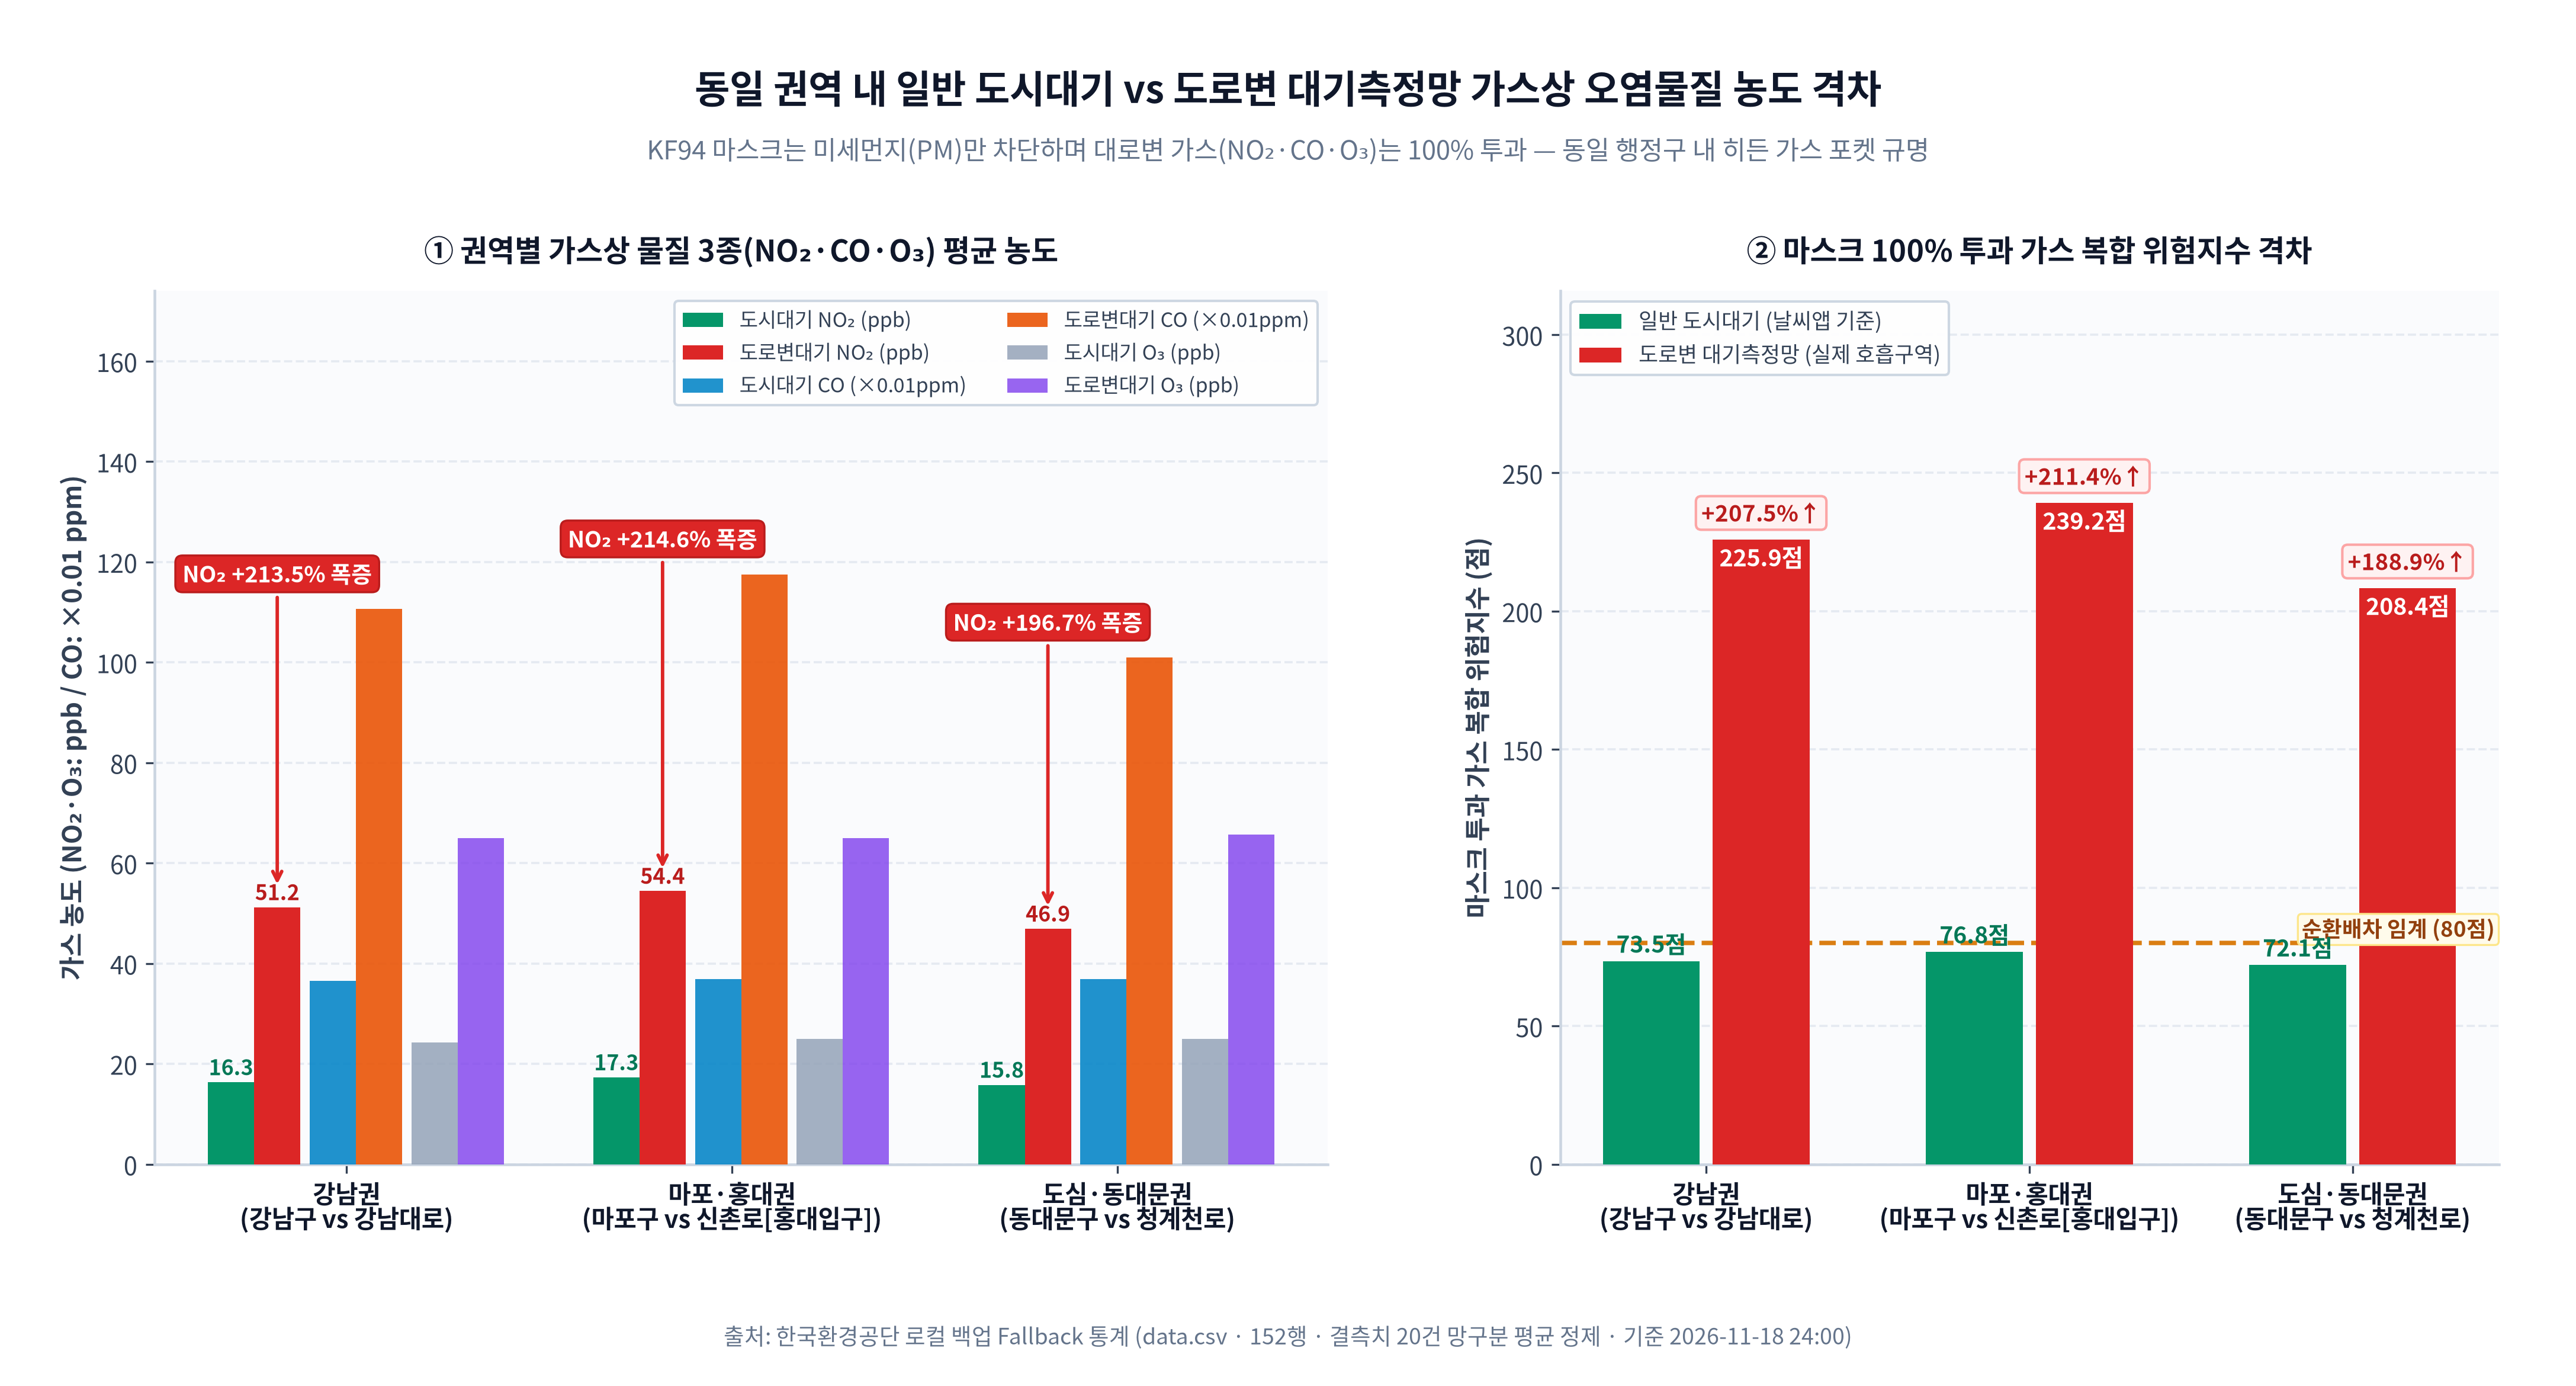 동일 권역 내 일반 도시대기 vs 도로변 대기측정망 가스상 오염물질 농도 격차
KF94 마스크는 미세먼지(PM)만 차단하며 대로변 가스(NO₂·CO·O₃)는 100% 투과 — 동일 행정구 내 히든 가스 포켓 규명
① 권역별 가스상 물질 3종(NO₂·CO·O₃) 평균 농도
도시대기 NO₂ (ppb)
도로변대기 NO₂ (ppb)
도시대기 CO (×0.01ppm)
도로변대기 CO (×0.01ppm)
도시대기 O₃ (ppb)
도로변대기 O₃ (ppb)
가스 농도 (NO₂·O₃: ppb / CO: ×0.01 ppm)
160
140
120
100
80
60
40
20
0
NO₂ +213.5% 폭증
NO₂ +214.6% 폭증
NO₂ +196.7% 폭증
16.3
51.2
17.3
54.4
15.8
46.9
강남권
(강남구 vs 강남대로)
마포·홍대권
(마포구 vs 신촌로[홍대입구])
도심·동대문권
(동대문구 vs 청계천로)
② 마스크 100% 투과 가스 복합 위험지수 격차
일반 도시대기 (날씨앱 기준)
도로변 대기측정망 (실제 호흡구역)
마스크 투과 가스 복합 위험지수 (점)
300
250
200
150
100
50
0
+207.5%↑
+211.4%↑
+188.9%↑
225.9점
239.2점
208.4점
순환배차 임계 (80점)
73.5점
76.8점
72.1점
강남권
(강남구 vs 강남대로)
마포·홍대권
(마포구 vs 신촌로[홍대입구])
도심·동대문권
(동대문구 vs 청계천로)
출처: 한국환경공단 로컬 백업 Fallback 통계 (data.csv · 152행 · 결측치 20건 망구분 평균 정제 · 기준 2026-11-18 24:00)